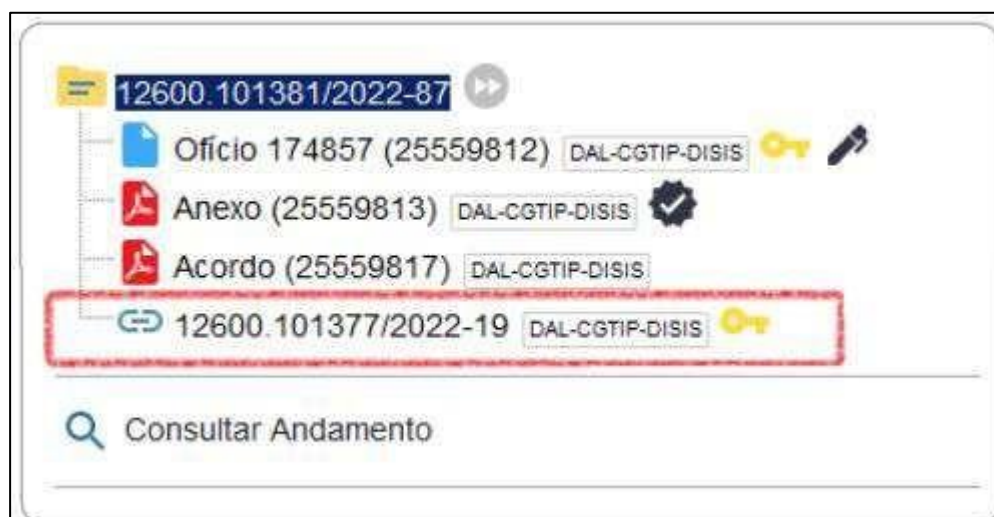 12600.101381/2022-87
Ofício 174857 (25559812) DAL-CGTIP-DISIS
Anexo (25559813) DAL-CGTIP-DISIS
Acordo (25559817) DAL-CGTIP-DISIS
12600.101377/2022-19 DAL-CGTIP-DISIS
Consultar Andamento